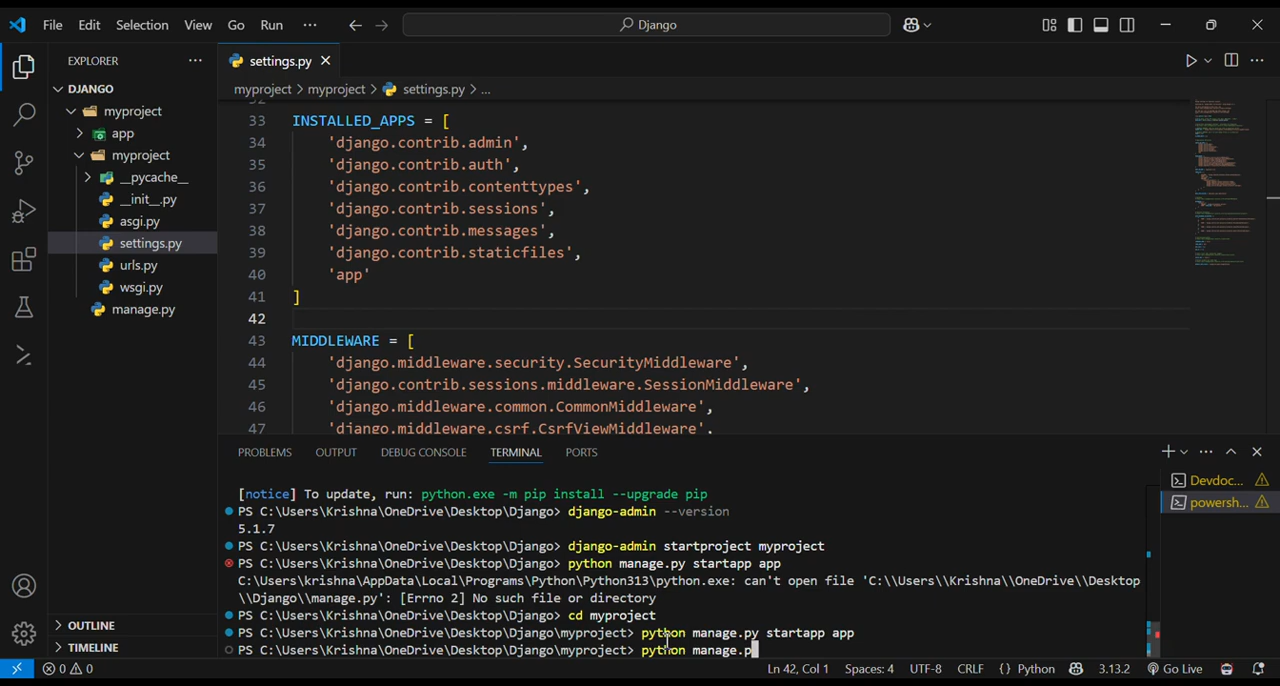 File Edit Selection View Go Run ··· Django
EXPLORER ···
DJANGO
myproject
app
myproject
__pycache__
__init__.py
asgi.py
settings.py
urls.py
wsgi.py
manage.py
OUTLINE
TIMELINE
settings.py
myproject > myproject > settings.py > ...
32
33 INSTALLED_APPS = [
34 'django.contrib.admin',
35 'django.contrib.auth',
36 'django.contrib.contenttypes',
37 'django.contrib.sessions',
38 'django.contrib.messages',
39 'django.contrib.staticfiles',
40 'app'
41 ]
42
43 MIDDLEWARE = [
44 'django.middleware.security.SecurityMiddleware',
45 'django.contrib.sessions.middleware.SessionMiddleware',
46 'django.middleware.common.CommonMiddleware',
47 'django.middleware.csrf.CsrfViewMiddleware',
PROBLEMS OUTPUT DEBUG CONSOLE TERMINAL PORTS
[notice] To update, run: python.exe -m pip install --upgrade pip
PS C:\Users\Krishna\OneDrive\Desktop\Django> django-admin --version
5.1.7
PS C:\Users\Krishna\OneDrive\Desktop\Django> django-admin startproject myproject
PS C:\Users\Krishna\OneDrive\Desktop\Django> python manage.py startapp app
C:\Users\krishna\AppData\Local\Programs\Python\Python313\python.exe: can't open file 'C:\\Users\\Krishna\\OneDrive\\Desktop
\\Django\\manage.py': [Errno 2] No such file or directory
PS C:\Users\Krishna\OneDrive\Desktop\Django> cd myproject
PS C:\Users\Krishna\OneDrive\Desktop\Django\myproject> python manage.py startapp app
PS C:\Users\Krishna\OneDrive\Desktop\Django\myproject> python manage.p
Devdoc...
powersh...
0 0 Ln 42, Col 1 Spaces: 4 UTF-8 CRLF {} Python 3.13.2 Go Live